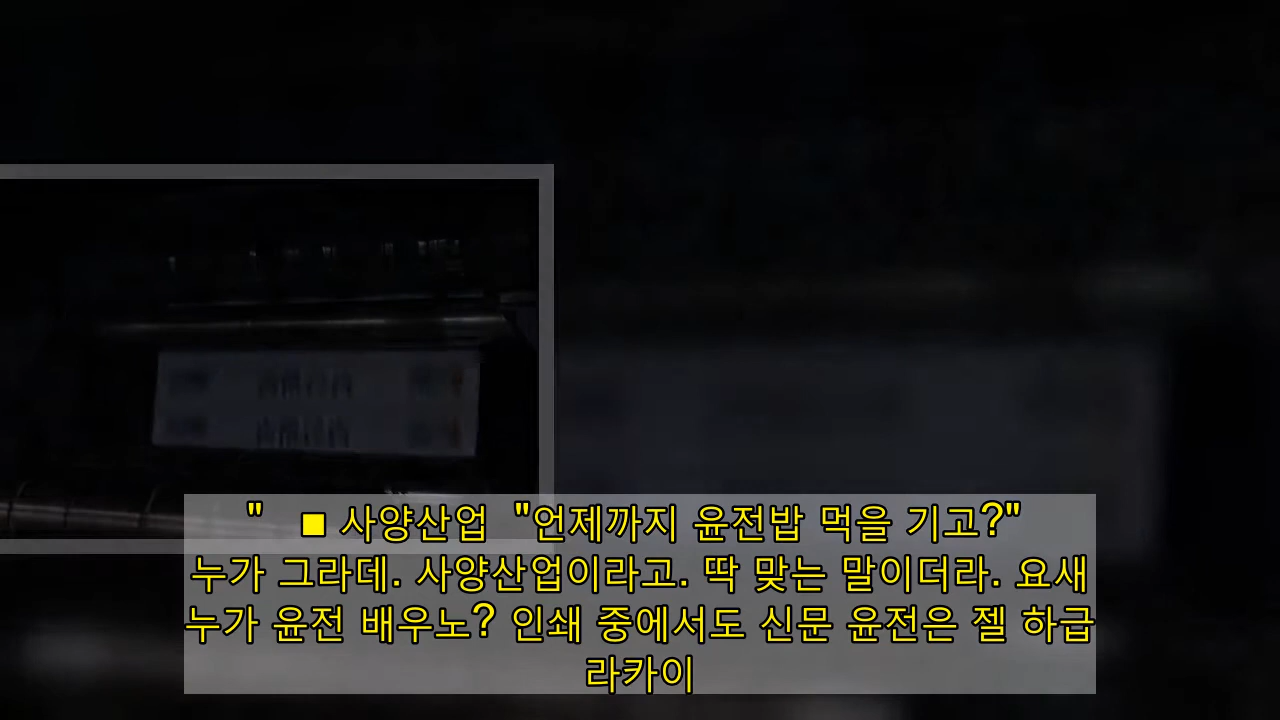 " ■ 사양산업 "언제까지 윤전밥 먹을 기고?"
누가 그라데. 사양산업이라고. 딱 맞는 말이더라. 요새
누가 윤전 배우노? 인쇄 중에서도 신문 윤전은 젤 하급
라카이